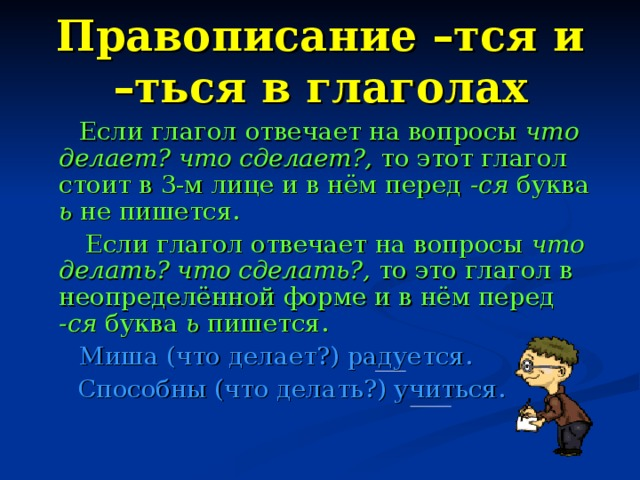 Правописание –тся и
–ться в глаголах
Если глагол отвечает на вопросы что
делает? что сделает?, то этот глагол
стоит в 3-м лице и в нём перед -ся буква
ь не пишется.
Если глагол отвечает на вопросы что
делать? что сделать?, то это глагол в
неопределённой форме и в нём перед
-ся буква ь пишется.
Миша (что делает?) радуется.
Способны (что делать?) учиться.